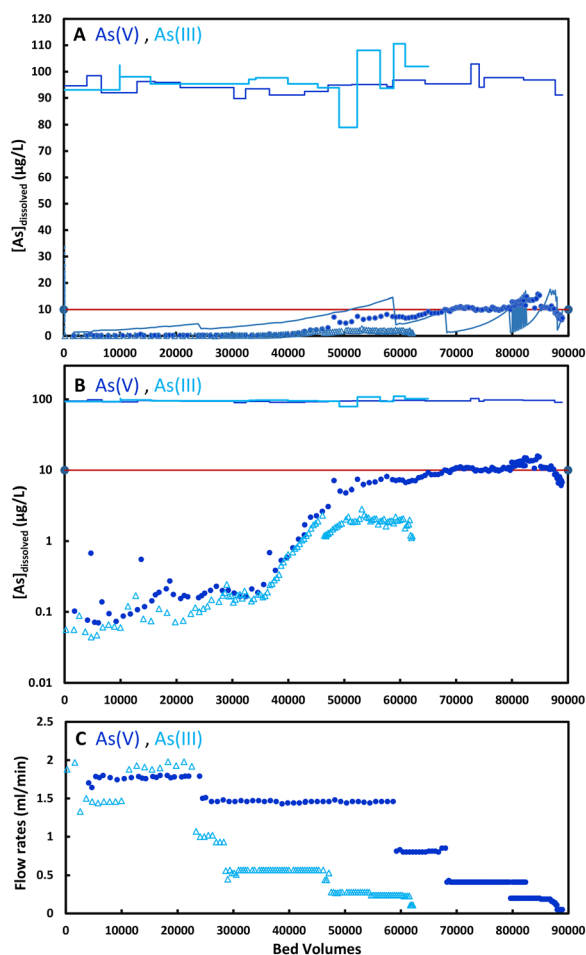 A As(V) , As(III)
120
110
100
90
80
70
60
50
40
30
20
10
0
[As]dissolved (µg/L)
0 10000 20000 30000 40000 50000 60000 70000 80000 90000
B As(V) , As(III)
100
10
1
0.1
0.01
[As]dissolved (µg/L)
0 10000 20000 30000 40000 50000 60000 70000 80000 90000
C As(V) , As(III)
2.5
2
1.5
1
0.5
0
Flow rates (ml/min)
0 10000 20000 30000 40000 50000 60000 70000 80000 90000
Bed Volumes